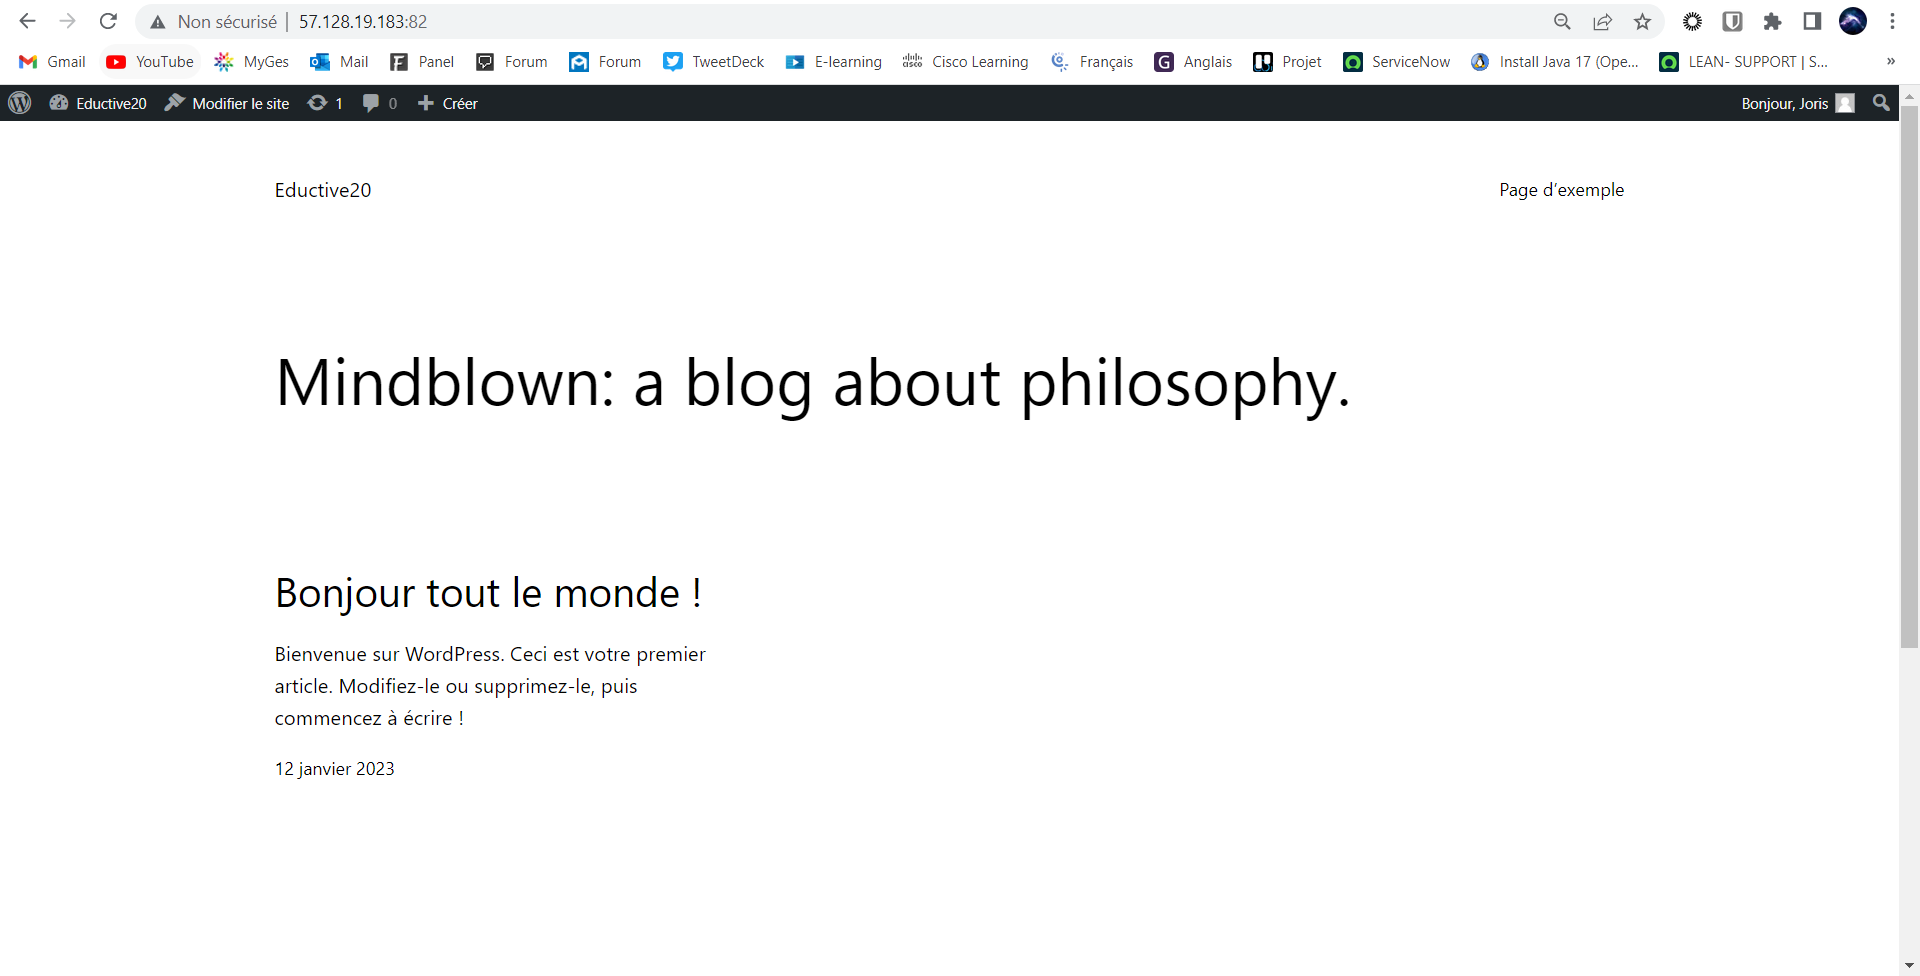 Non sécurisé | 57.128.19.183:82
Gmail YouTube MyGes Mail Panel Forum Forum TweetDeck E-learning Cisco Learning Français Anglais Projet ServiceNow Install Java 17 (Ope... LEAN- SUPPORT | S... »
Eductive20 Modifier le site 1 0 Créer Bonjour, Joris
Eductive20 Page d’exemple
Mindblown: a blog about philosophy.
Bonjour tout le monde !
Bienvenue sur WordPress. Ceci est votre premier
article. Modifiez-le ou supprimez-le, puis
commencez à écrire !
12 janvier 2023